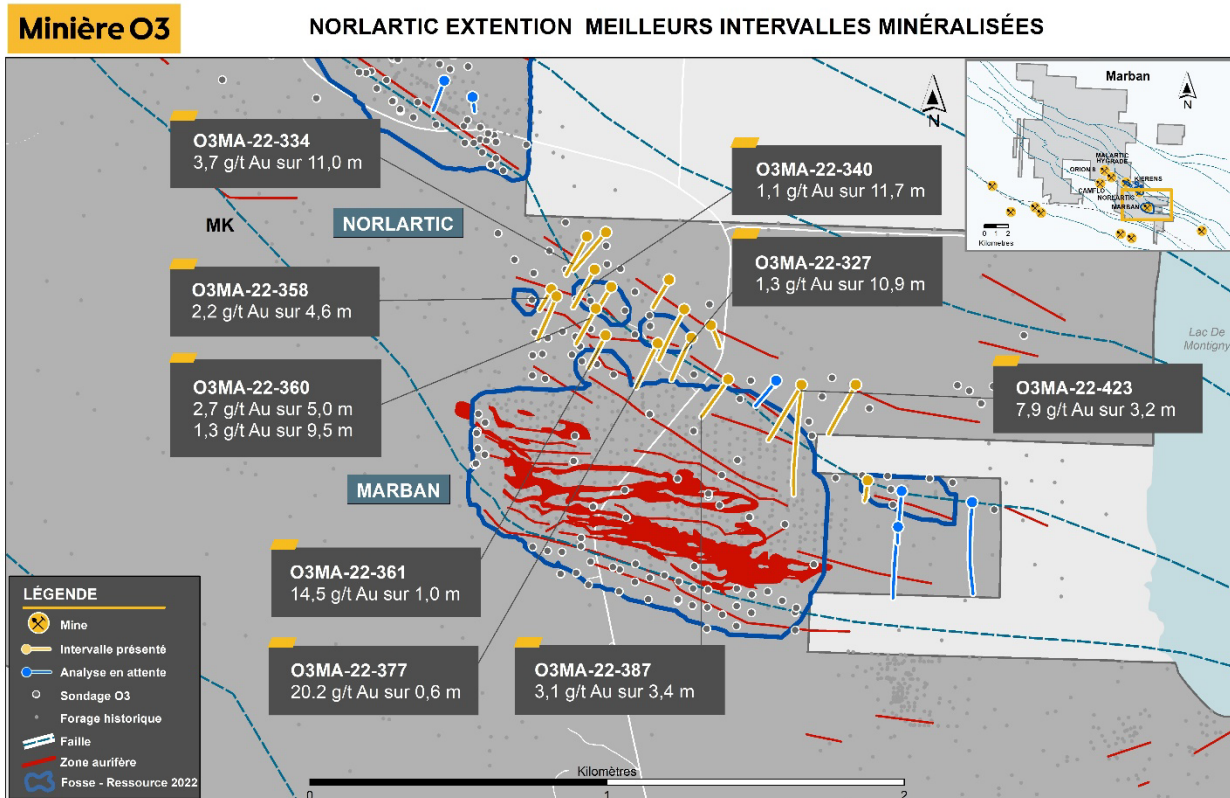 Minière O3
NORLARTIC EXTENTION MEILLEURS INTERVALLES MINÉRALISÉES
Marban
N
N
MALARTIC
HYGRADE
ORION 8
KIERENS
CAMFLO
NORLARTIC
MARBAN
0 1 2
Kilomètres
O3MA-22-334
3,7 g/t Au sur 11,0 m
O3MA-22-340
1,1 g/t Au sur 11,7 m
MK
NORLARTIC
O3MA-22-327
1,3 g/t Au sur 10,9 m
O3MA-22-358
2,2 g/t Au sur 4,6 m
Lac De
Montigny
O3MA-22-360
2,7 g/t Au sur 5,0 m
1,3 g/t Au sur 9,5 m
O3MA-22-423
7,9 g/t Au sur 3,2 m
MARBAN
O3MA-22-361
14,5 g/t Au sur 1,0 m
O3MA-22-377
20.2 g/t Au sur 0,6 m
O3MA-22-387
3,1 g/t Au sur 3,4 m
LÉGENDE
Mine
Intervalle présenté
Analyse en attente
Sondage O3
Forage historique
Faille
Zone aurifère
Fosse - Ressource 2022
Kilomètres
0 1 2